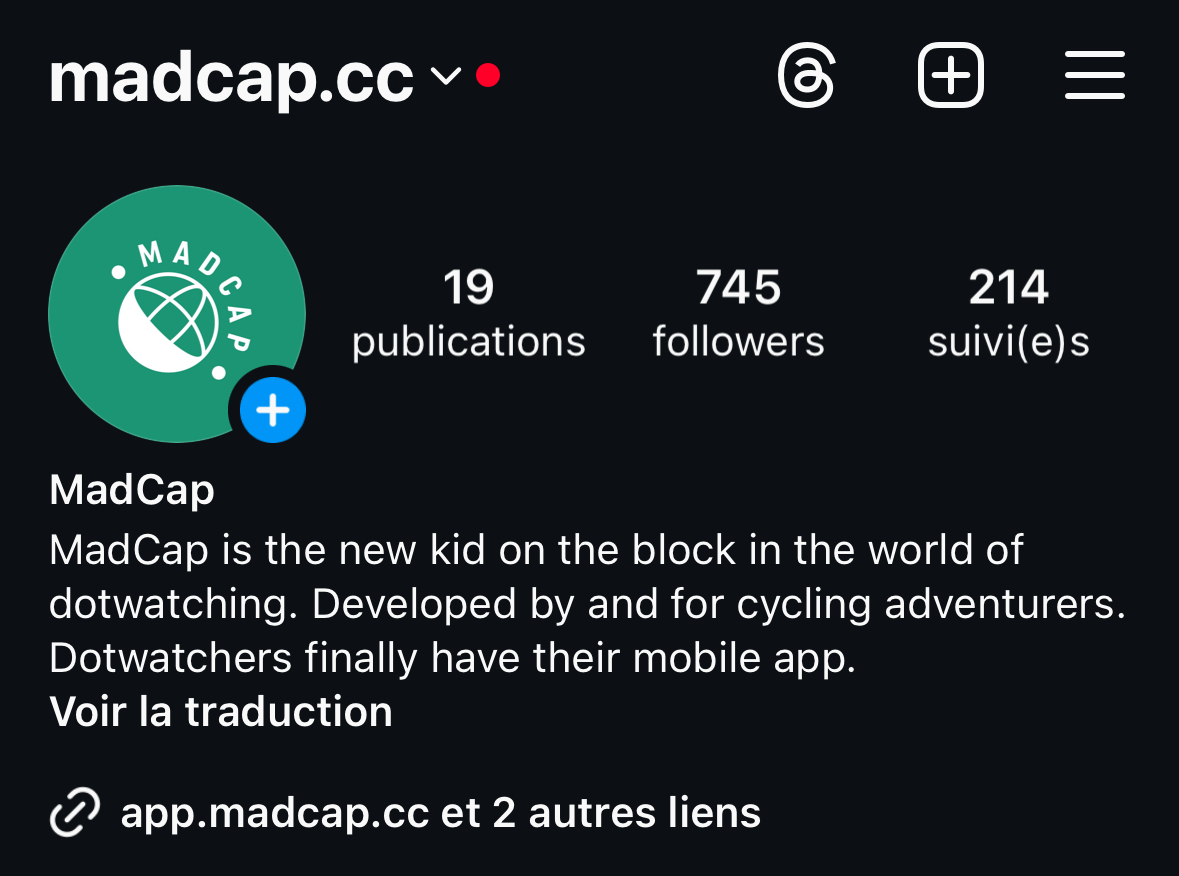 madcap.cc
MADCAP
19
publications
745
followers
214
suivi(e)s
MadCap
MadCap is the new kid on the block in the world of
dotwatching. Developed by and for cycling adventurers.
Dotwatchers finally have their mobile app.
Voir la traduction
app.madcap.cc et 2 autres liens